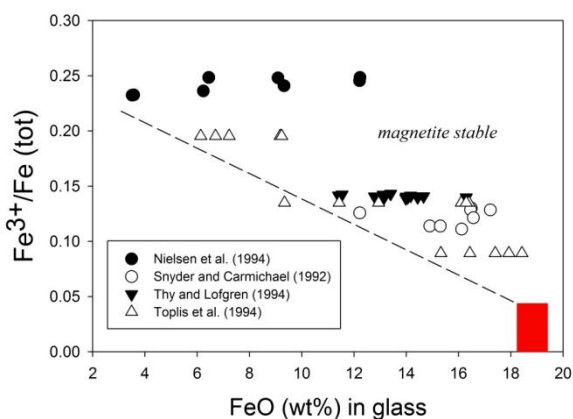 0.30
0.25
0.20
0.15
0.10
0.05
0.00
Fe3+/Fe (tot)
magnetite stable
Nielsen et al. (1994)
Snyder and Carmichael (1992)
Thy and Lofgren (1994)
Toplis et al. (1994)
2 4 6 8 10 12 14 16 18 20
FeO (wt%) in glass